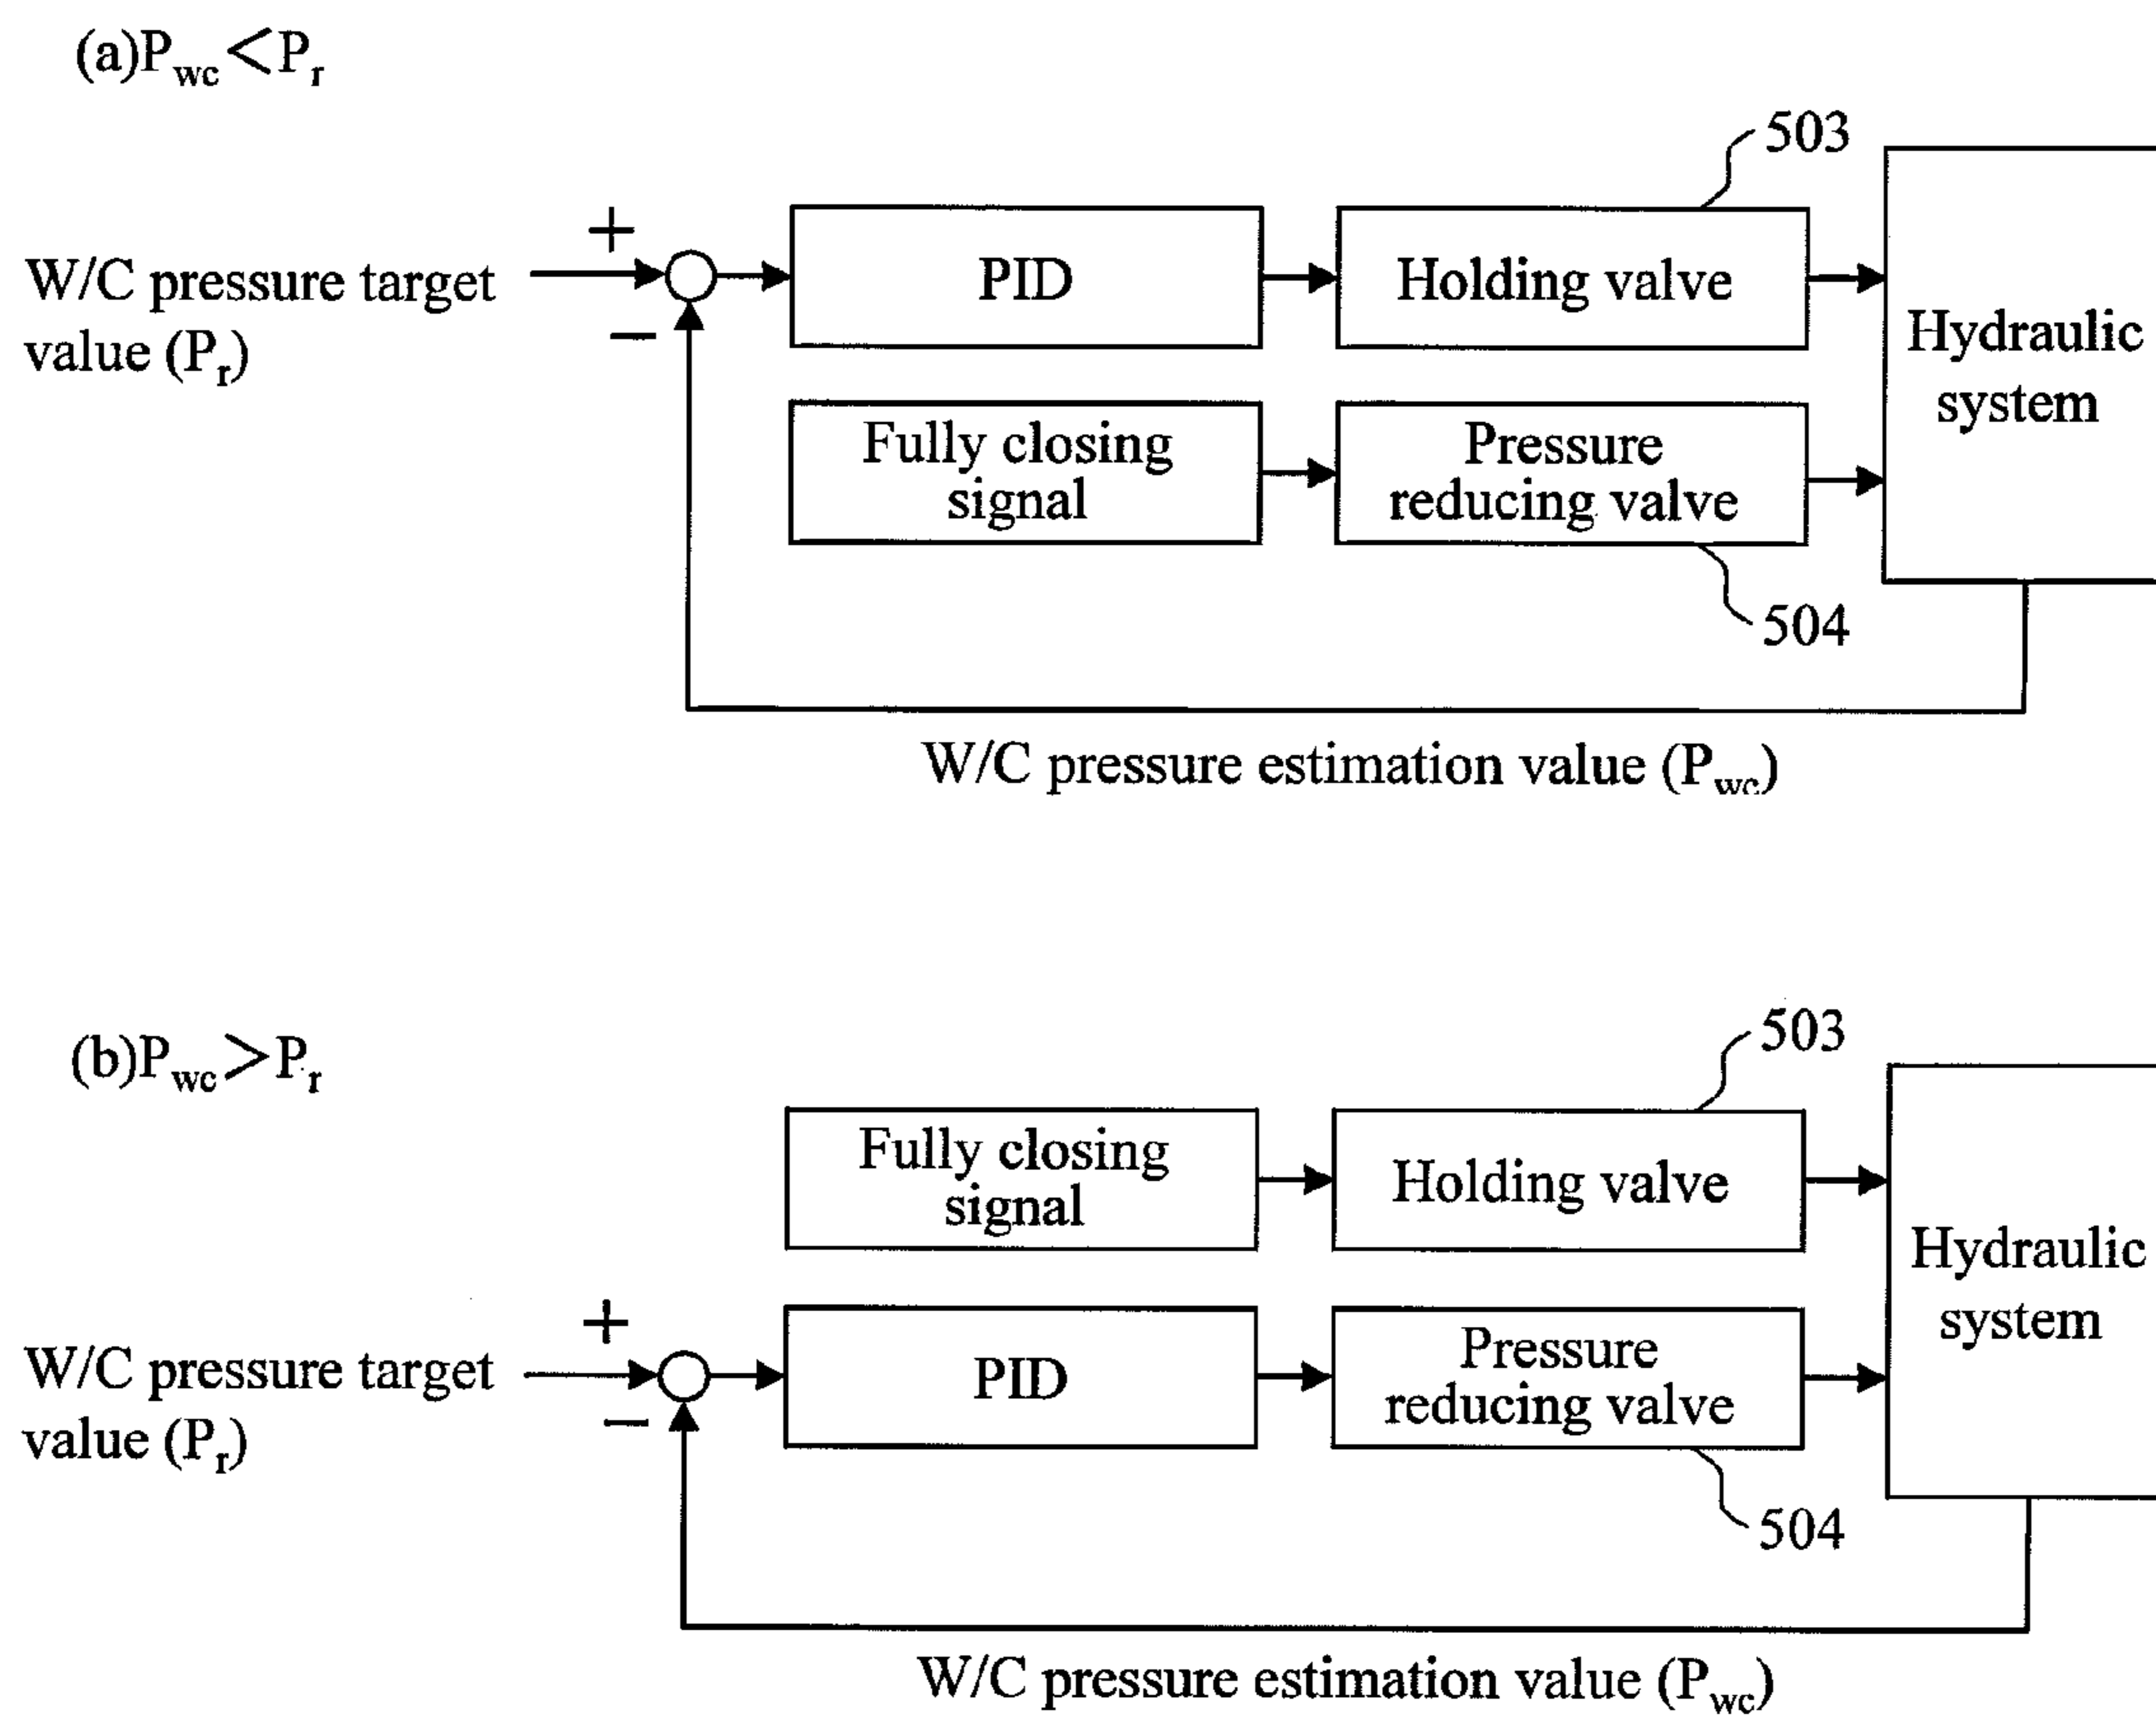 (a)Pwc<Pr
503
+
W/C pressure target
value (Pr)
−
PID
Holding valve
Hydraulic
system
Fully closing
signal
Pressure
reducing valve
504
W/C pressure estimation value (Pwc)
(b)Pwc>Pr
503
Fully closing
signal
Holding valve
Hydraulic
system
+
W/C pressure target
value (Pr)
−
PID
Pressure
reducing valve
504
W/C pressure estimation value (Pwc)